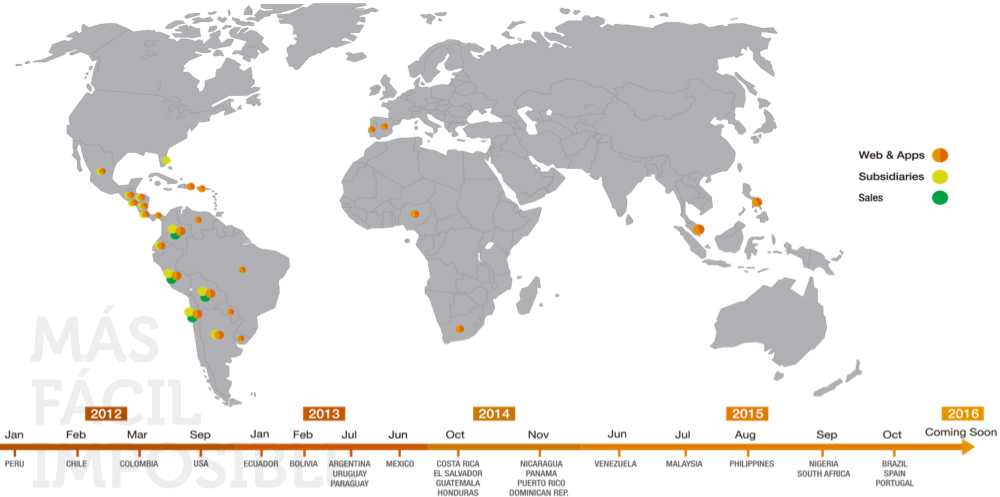 Web & Apps
Subsidiaries
Sales
MÁS
FÁCIL
IMPOSIBLE
2012 2013 2014 2015 2016
Jan Feb Mar Sep Jan Feb Jul Jun Oct Nov Jun Jul Aug Sep Oct Coming Soon
PERU CHILE COLOMBIA USA ECUADOR BOLIVIA ARGENTINA MEXICO COSTA RICA NICARAGUA VENEZUELA MALAYSIA PHILIPPINES NIGERIA BRAZIL
URUGUAY EL SALVADOR PANAMA SOUTH AFRICA SPAIN
PARAGUAY GUATEMALA PUERTO RICO PORTUGAL
HONDURAS DOMINICAN REP.